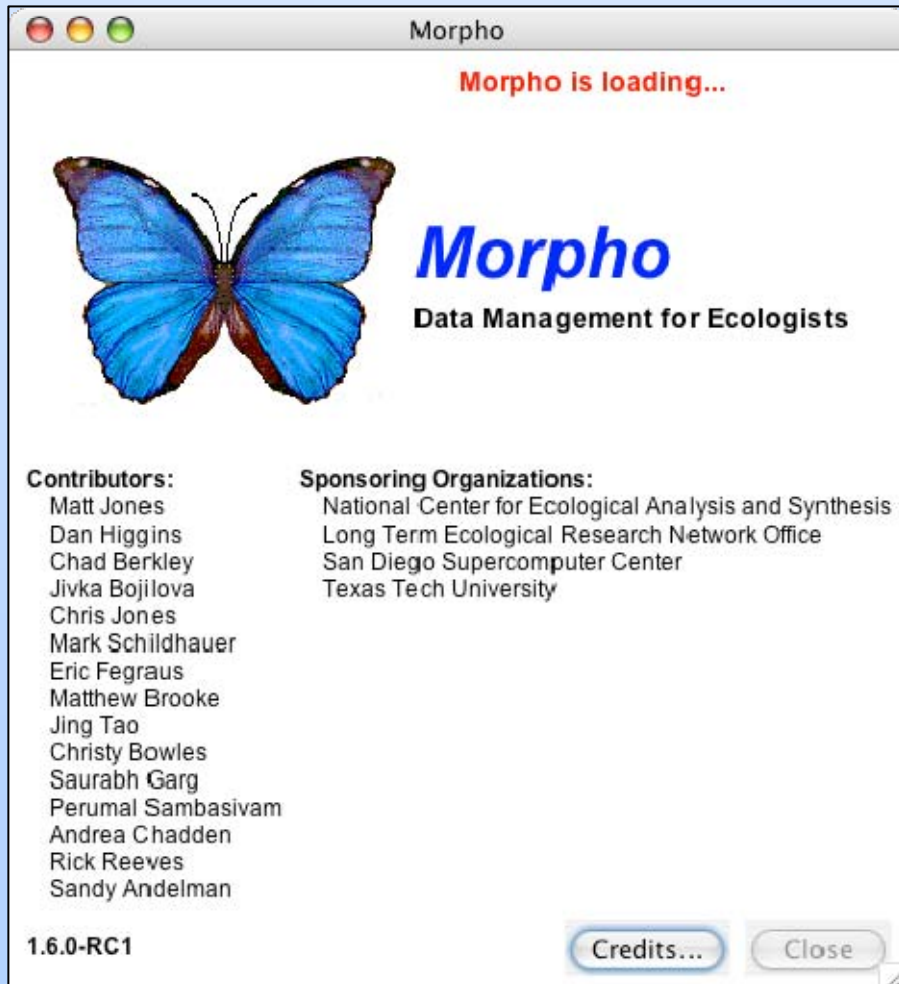 Morpho
Morpho is loading...
Morpho
Data Management for Ecologists
Contributors:
Matt Jones
Dan Higgins
Chad Berkley
Jivka Bojilova
Chris Jones
Mark Schildhauer
Eric Fegraus
Matthew Brooke
Jing Tao
Christy Bowles
Saurabh Garg
Perumal Sambasivam
Andrea Chadden
Rick Reeves
Sandy Andelman
Sponsoring Organizations:
National Center for Ecological Analysis and Synthesis
Long Term Ecological Research Network Office
San Diego Supercomputer Center
Texas Tech University
1.6.0-RC1
Credits...
Close